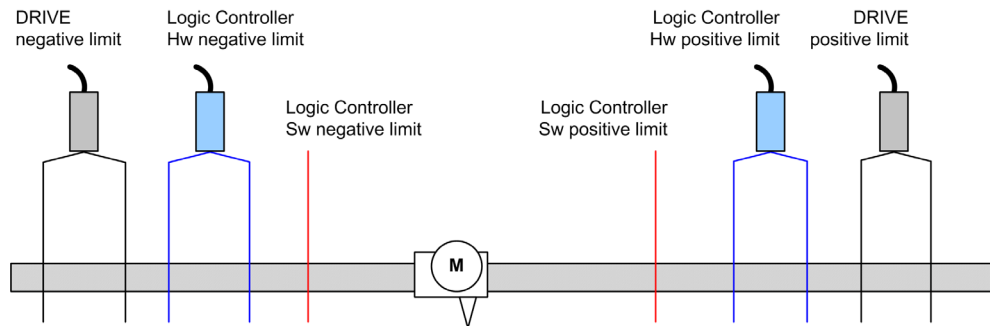 DRIVE
negative limit
Logic Controller
Hw negative limit
Logic Controller
Sw negative limit
Logic Controller
Sw positive limit
Logic Controller
Hw positive limit
DRIVE
positive limit
M